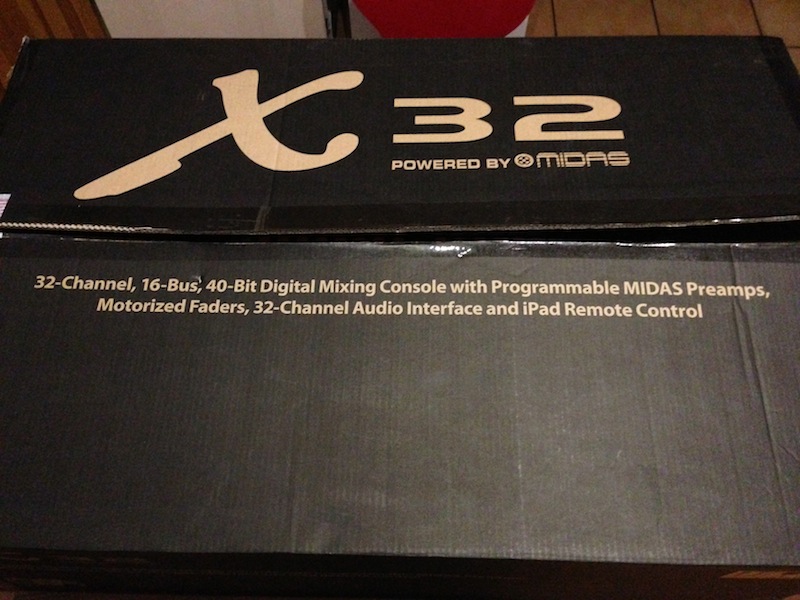 X 32
POWERED BY MIDAS
32-Channel, 16-Bus, 40-Bit Digital Mixing Console with Programmable MIDAS Preamps,
Motorized Faders, 32-Channel Audio Interface and iPad Remote Control